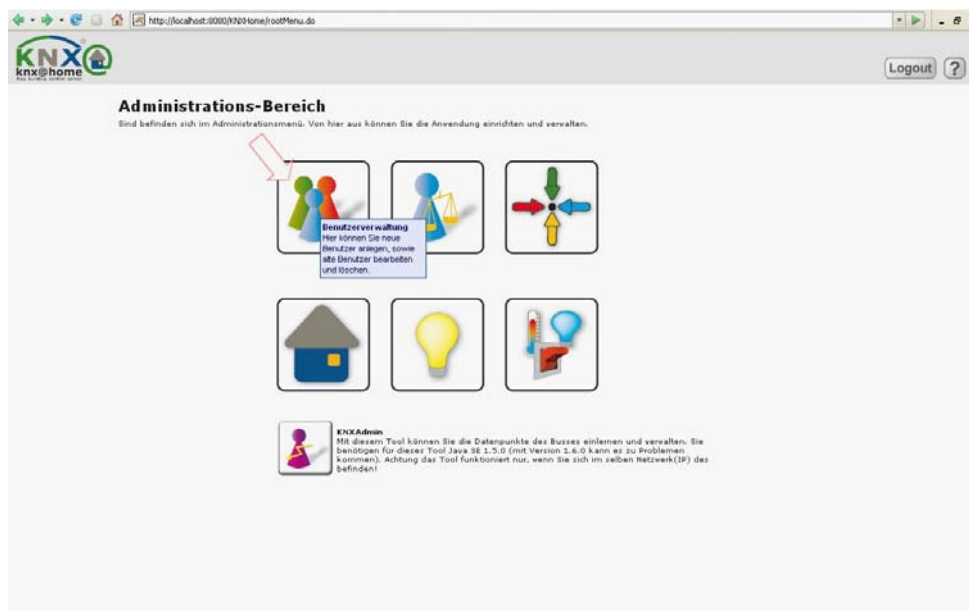 http://localhost:8080/KNXHome/rootMenu.do
KNX@
knx@home
Logout
?
Administrations-Bereich
Sind befinden sich im Administrationsmenü. Von hier aus können Sie die Anwendung einrichten und verwalten.
Benutzerverwaltung
Hier können Sie neue
Benutzer anlegen, sowie
alte Benutzer bearbeiten
und löschen.
KNXAdmin
Mit diesem Tool können Sie die Datenpunkte des Busses einlernen und verwalten. Sie
benötigen für dieses Tool Java SE 1.5.0 (mit Version 1.6.0 kann es zu Problemen
kommen). Achtung das Tool funktioniert nur, wenn Sie sich im selben Netzwerk(IP) des
befinden!